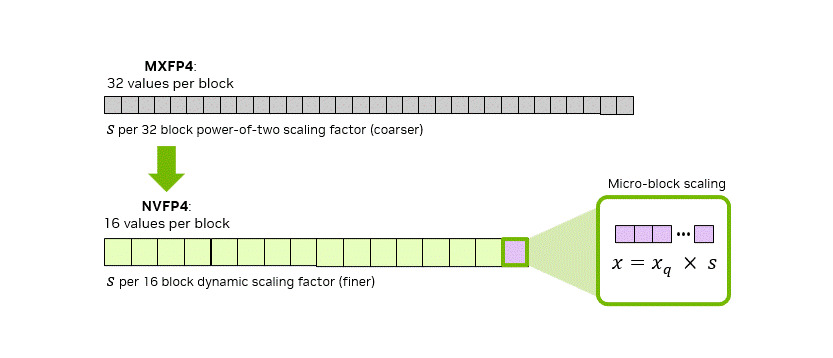 MXFP4:
32 values per block
s per 32 block power-of-two scaling factor (coarser)
NVFP4:
16 values per block
s per 16 block dynamic scaling factor (finer)
Micro-block scaling
...
x = x_q × s